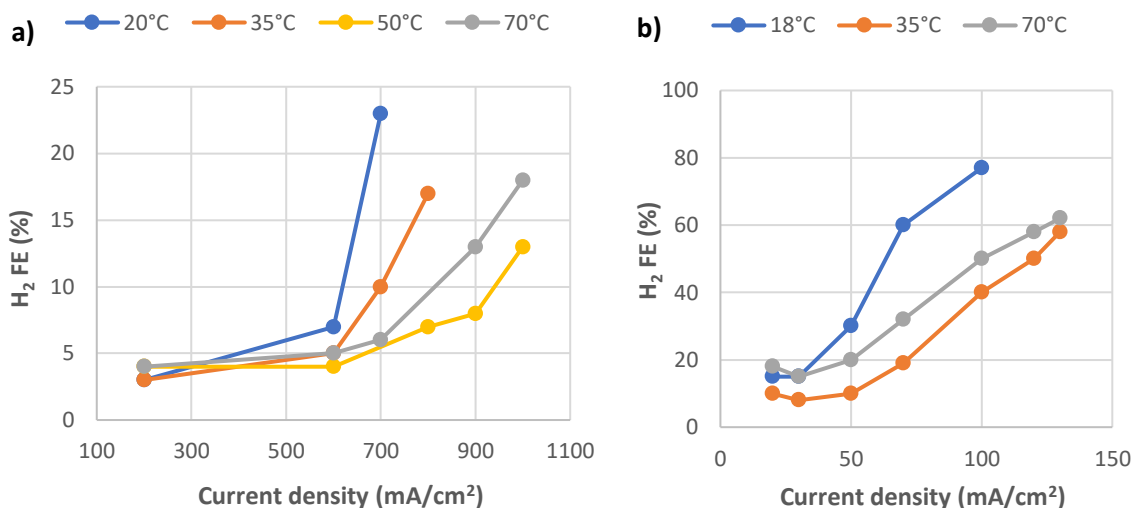 a)
20°C 35°C 50°C 70°C
25
20
15
10
5
0
H2 FE (%)
100 300 500 700 900 1100
Current density (mA/cm²)
b)
18°C 35°C 70°C
100
80
60
40
20
0
H2 FE (%)
0 50 100 150
Current density (mA/cm²)